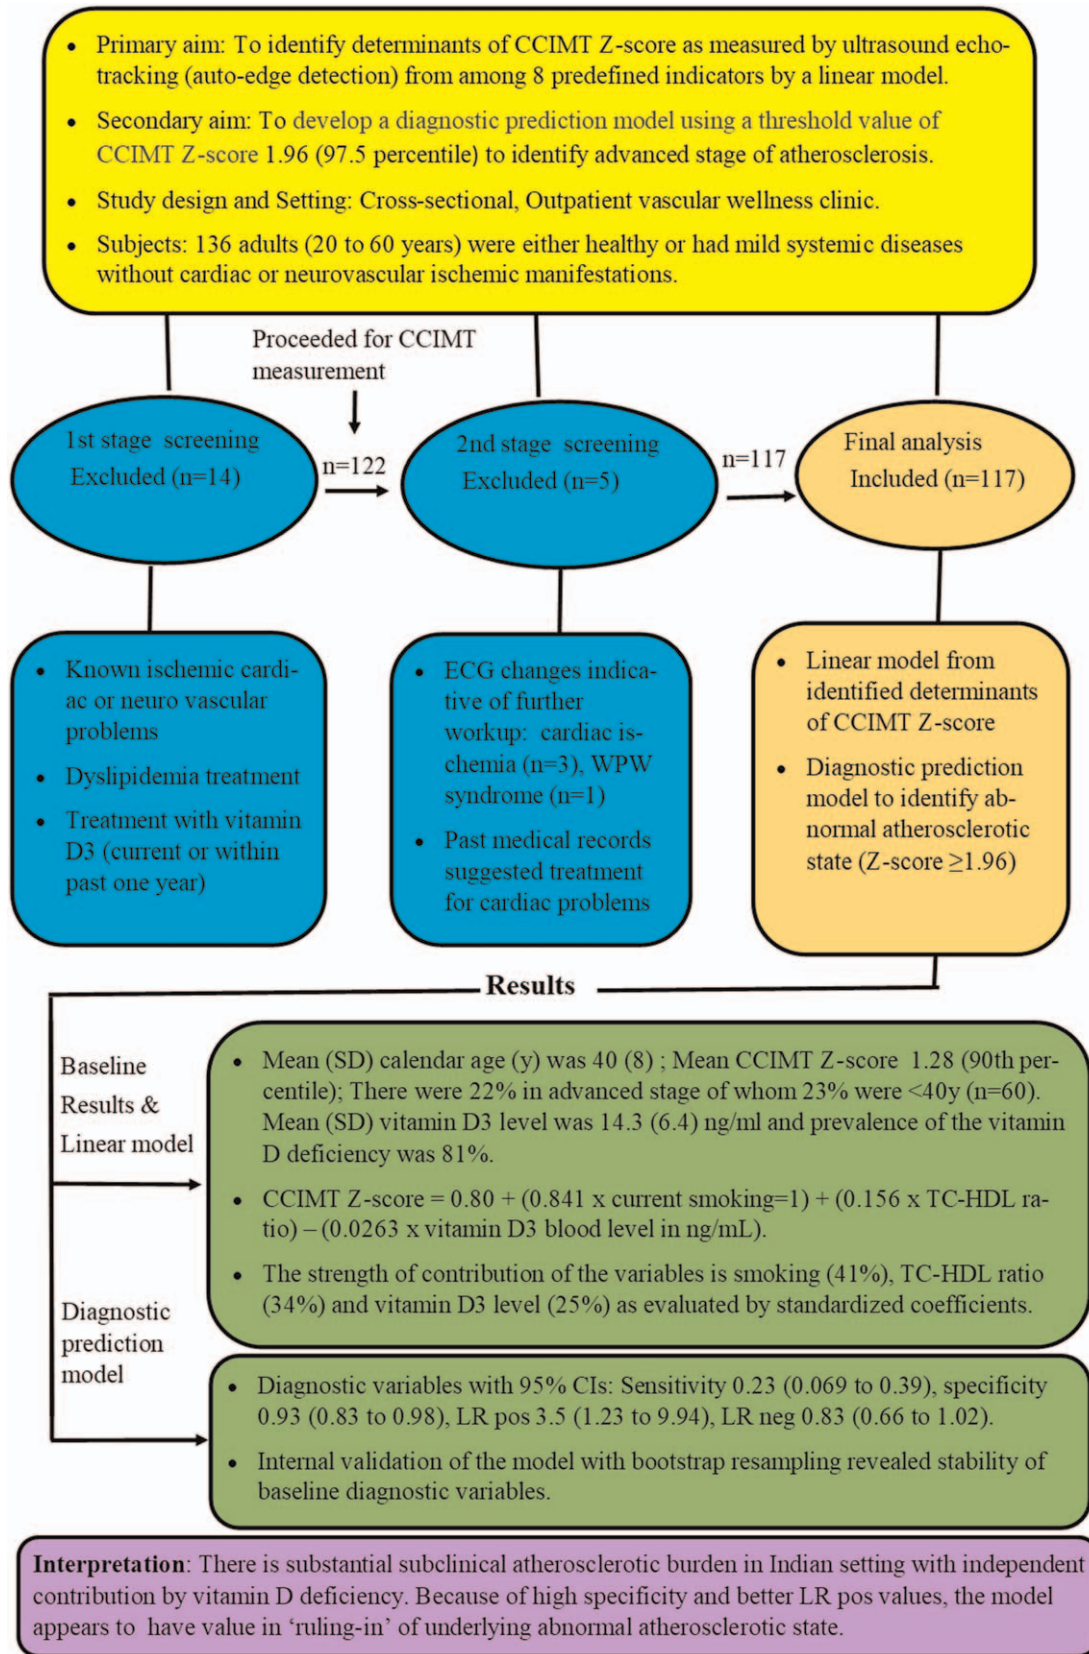 • Primary aim: To identify determinants of CCIMT Z-score as measured by ultrasound echo-
tracking (auto-edge detection) from among 8 predefined indicators by a linear model.
• Secondary aim: To develop a diagnostic prediction model using a threshold value of
CCIMT Z-score 1.96 (97.5 percentile) to identify advanced stage of atherosclerosis.
• Study design and Setting: Cross-sectional, Outpatient vascular wellness clinic.
• Subjects: 136 adults (20 to 60 years) were either healthy or had mild systemic diseases
without cardiac or neurovascular ischemic manifestations.
Proceeded for CCIMT
measurement
1st stage screening
Excluded (n=14)
n=122
2nd stage screening
Excluded (n=5)
n=117
Final analysis
Included (n=117)
• Known ischemic cardi-
ac or neuro vascular
problems
• Dyslipidemia treatment
• Treatment with vitamin
D3 (current or within
past one year)
• ECG changes indica-
tive of further
workup: cardiac is-
chemia (n=3), WPW
syndrome (n=1)
• Past medical records
suggested treatment
for cardiac problems
• Linear model from
identified determinants
of CCIMT Z-score
• Diagnostic prediction
model to identify ab-
normal atherosclerotic
state (Z-score ≥1.96)
Results
Baseline
Results &
Linear model
• Mean (SD) calendar age (y) was 40 (8) ; Mean CCIMT Z-score 1.28 (90th per-
centile); There were 22% in advanced stage of whom 23% were <40y (n=60).
Mean (SD) vitamin D3 level was 14.3 (6.4) ng/ml and prevalence of the vitamin
D deficiency was 81%.
• CCIMT Z-score = 0.80 + (0.841 x current smoking=1) + (0.156 x TC-HDL ra-
tio) – (0.0263 x vitamin D3 blood level in ng/mL).
• The strength of contribution of the variables is smoking (41%), TC-HDL ratio
(34%) and vitamin D3 level (25%) as evaluated by standardized coefficients.
Diagnostic
prediction
model
• Diagnostic variables with 95% CIs: Sensitivity 0.23 (0.069 to 0.39), specificity
0.93 (0.83 to 0.98), LR pos 3.5 (1.23 to 9.94), LR neg 0.83 (0.66 to 1.02).
• Internal validation of the model with bootstrap resampling revealed stability of
baseline diagnostic variables.
Interpretation: There is substantial subclinical atherosclerotic burden in Indian setting with independent
contribution by vitamin D deficiency. Because of high specificity and better LR pos values, the model
appears to have value in ‘ruling-in’ of underlying abnormal atherosclerotic state.